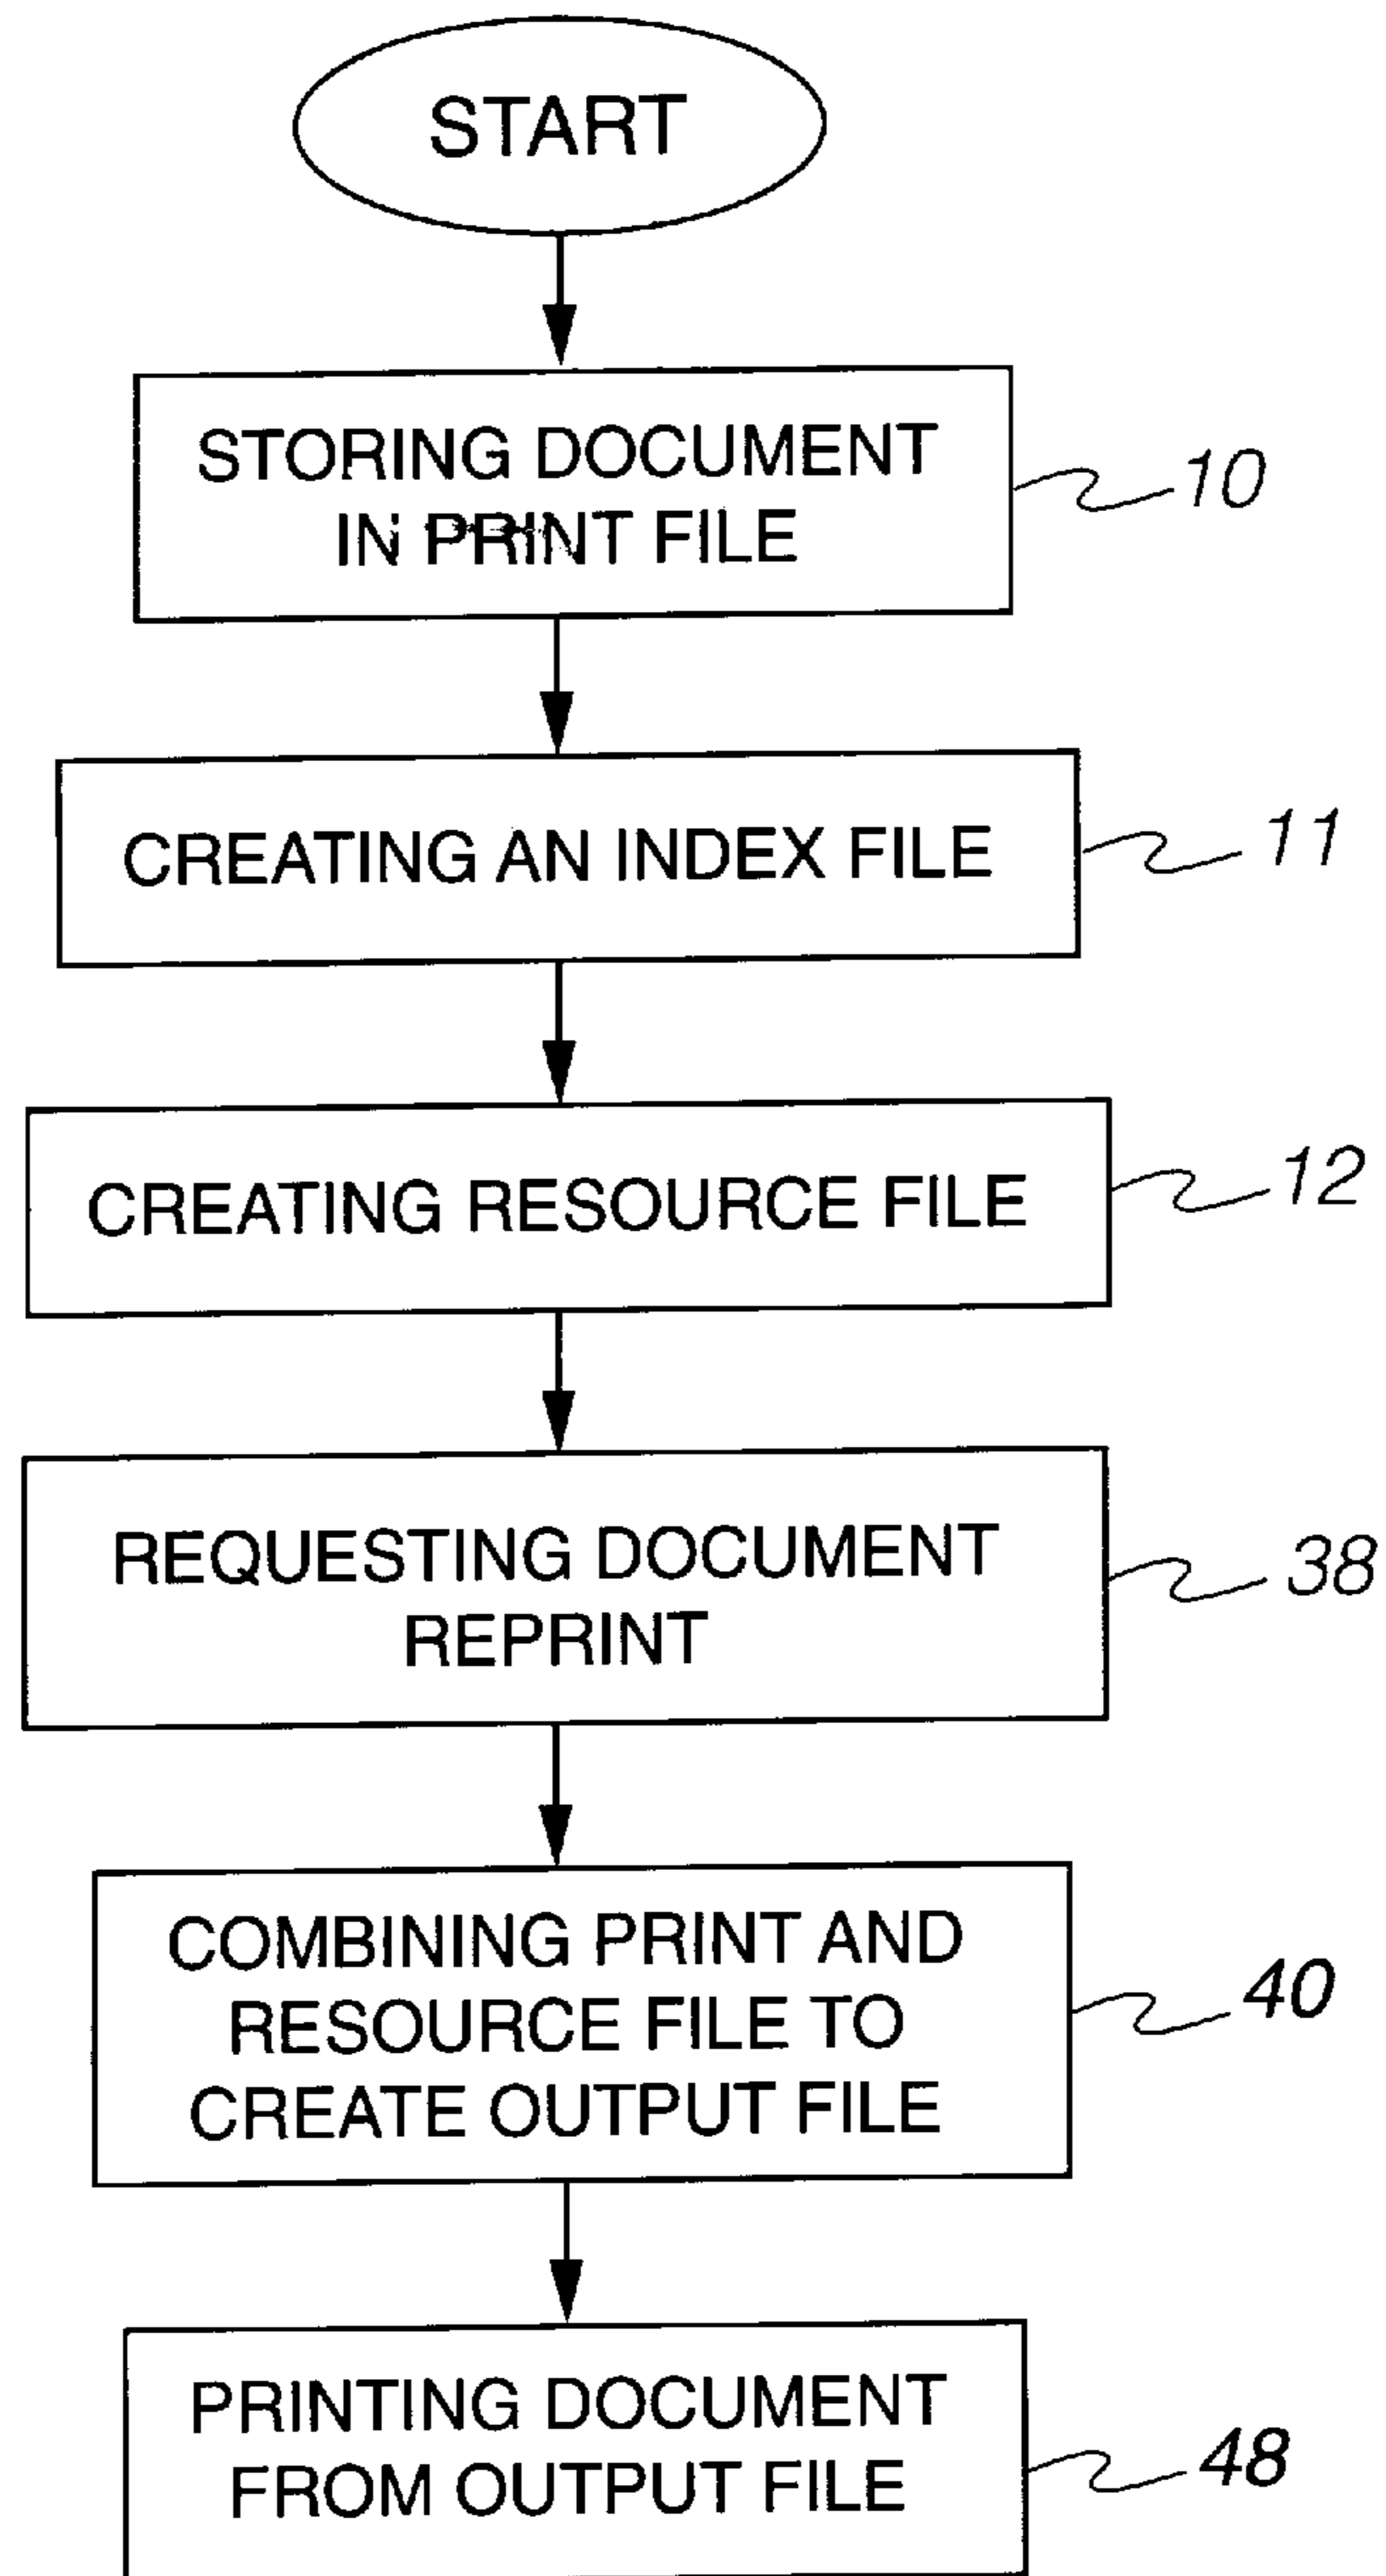 START
STORING DOCUMENT
IN PRINT FILE
10
CREATING AN INDEX FILE
11
CREATING RESOURCE FILE
12
REQUESTING DOCUMENT
REPRINT
38
COMBINING PRINT AND
RESOURCE FILE TO
CREATE OUTPUT FILE
40
PRINTING DOCUMENT
FROM OUTPUT FILE
48